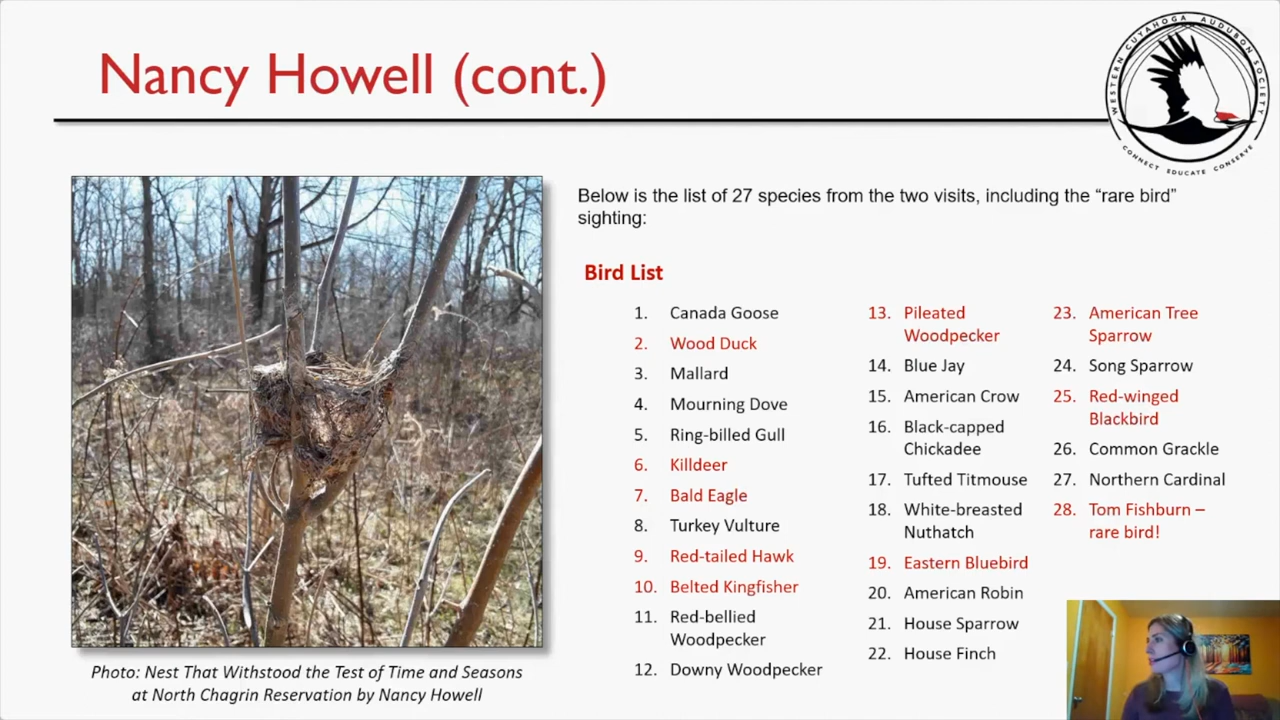 Nancy Howell (cont.)
WESTERN CUYAHOGA AUDUBON SOCIETY
CONNECT EDUCATE CONSERVE
Below is the list of 27 species from the two visits, including the “rare bird”
sighting:
Bird List
1. Canada Goose
2. Wood Duck
3. Mallard
4. Mourning Dove
5. Ring-billed Gull
6. Killdeer
7. Bald Eagle
8. Turkey Vulture
9. Red-tailed Hawk
10. Belted Kingfisher
11. Red-bellied
Woodpecker
12. Downy Woodpecker
13. Pileated
Woodpecker
14. Blue Jay
15. American Crow
16. Black-capped
Chickadee
17. Tufted Titmouse
18. White-breasted
Nuthatch
19. Eastern Bluebird
20. American Robin
21. House Sparrow
22. House Finch
23. American Tree
Sparrow
24. Song Sparrow
25. Red-winged
Blackbird
26. Common Grackle
27. Northern Cardinal
28. Tom Fishburn –
rare bird!
Photo: Nest That Withstood the Test of Time and Seasons
at North Chagrin Reservation by Nancy Howell